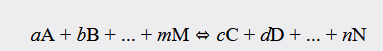 aA + bB + ... + mM ⇔ cC + dD + ... + nN